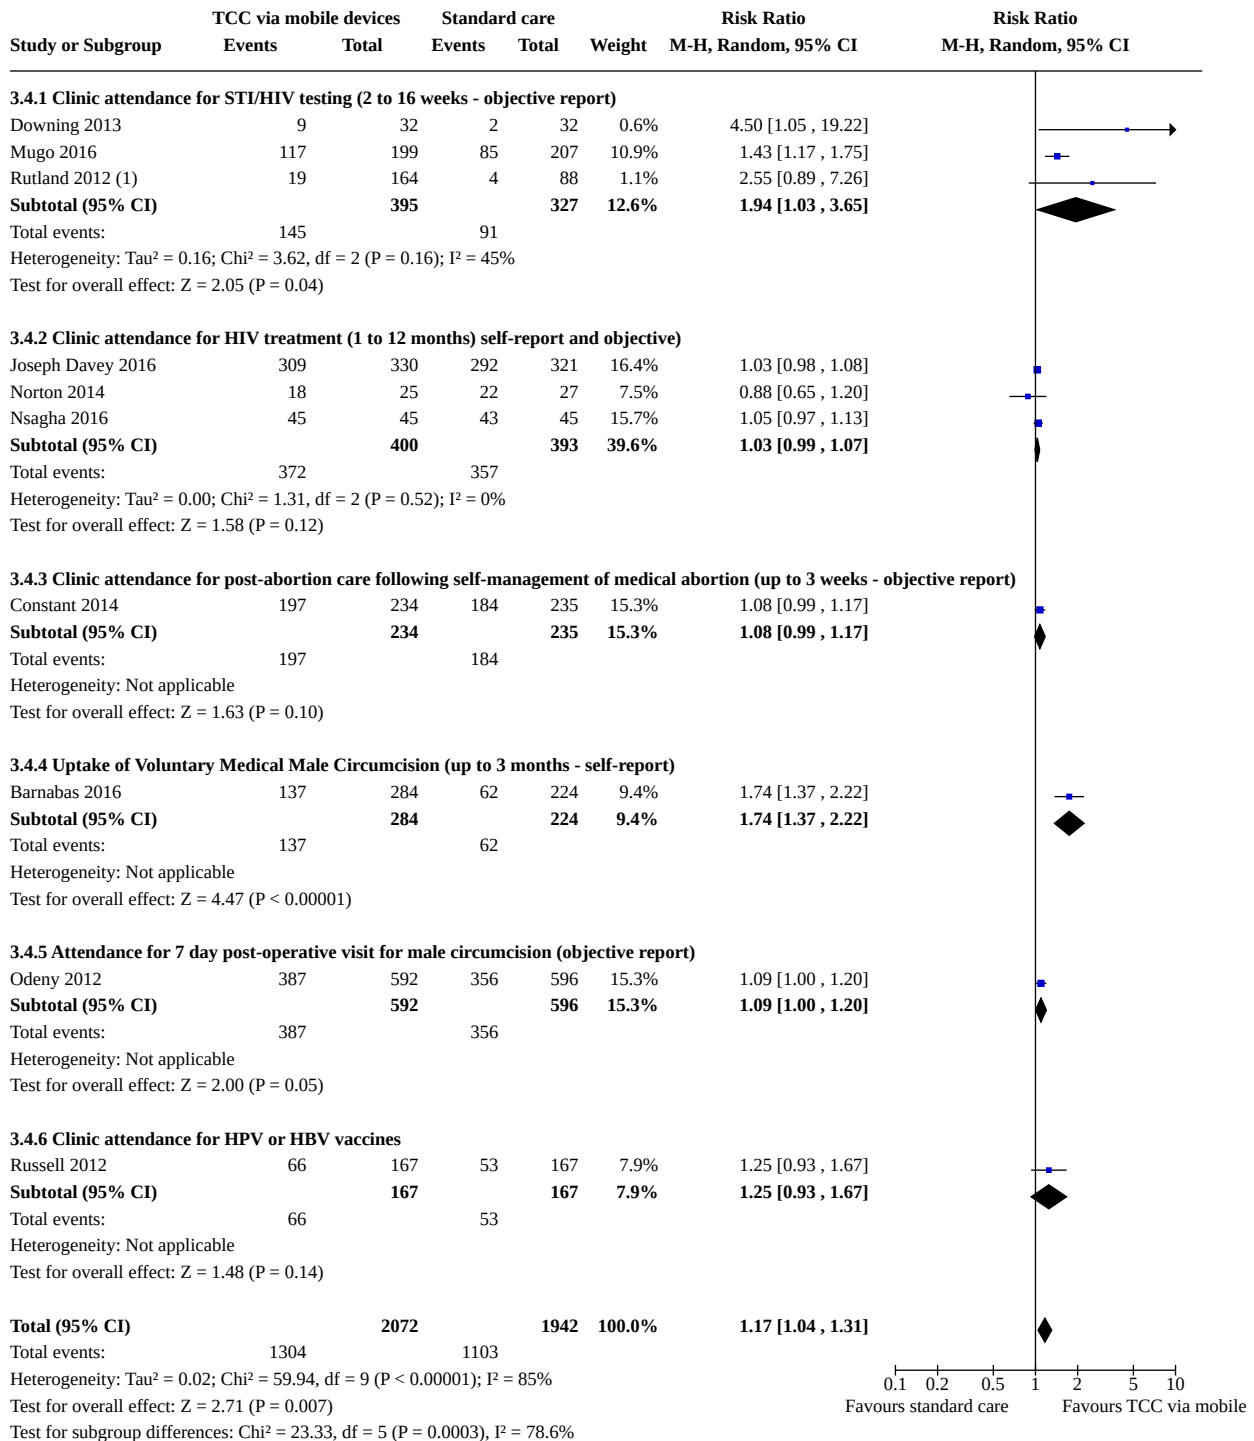 TCC via mobile devices Standard care Risk Ratio Risk Ratio
Study or Subgroup Events Total Events Total Weight M-H, Random, 95% CI M-H, Random, 95% CI
3.4.1 Clinic attendance for STI/HIV testing (2 to 16 weeks - objective report)
Downing 2013 9 32 2 32 0.6% 4.50 [1.05 , 19.22]
Mugo 2016 117 199 85 207 10.9% 1.43 [1.17 , 1.75]
Rutland 2012 (1) 19 164 4 88 1.1% 2.55 [0.89 , 7.26]
Subtotal (95% CI) 395 327 12.6% 1.94 [1.03 , 3.65]
Total events: 145 91
Heterogeneity: Tau² = 0.16; Chi² = 3.62, df = 2 (P = 0.16); I² = 45%
Test for overall effect: Z = 2.05 (P = 0.04)
3.4.2 Clinic attendance for HIV treatment (1 to 12 months) self-report and objective)
Joseph Davey 2016 309 330 292 321 16.4% 1.03 [0.98 , 1.08]
Norton 2014 18 25 22 27 7.5% 0.88 [0.65 , 1.20]
Nsagha 2016 45 45 43 45 15.7% 1.05 [0.97 , 1.13]
Subtotal (95% CI) 400 393 39.6% 1.03 [0.99 , 1.07]
Total events: 372 357
Heterogeneity: Tau² = 0.00; Chi² = 1.31, df = 2 (P = 0.52); I² = 0%
Test for overall effect: Z = 1.58 (P = 0.12)
3.4.3 Clinic attendance for post-abortion care following self-management of medical abortion (up to 3 weeks - objective report)
Constant 2014 197 234 184 235 15.3% 1.08 [0.99 , 1.17]
Subtotal (95% CI) 234 235 15.3% 1.08 [0.99 , 1.17]
Total events: 197 184
Heterogeneity: Not applicable
Test for overall effect: Z = 1.63 (P = 0.10)
3.4.4 Uptake of Voluntary Medical Male Circumcision (up to 3 months - self-report)
Barnabas 2016 137 284 62 224 9.4% 1.74 [1.37 , 2.22]
Subtotal (95% CI) 284 224 9.4% 1.74 [1.37 , 2.22]
Total events: 137 62
Heterogeneity: Not applicable
Test for overall effect: Z = 4.47 (P < 0.00001)
3.4.5 Attendance for 7 day post-operative visit for male circumcision (objective report)
Odeny 2012 387 592 356 596 15.3% 1.09 [1.00 , 1.20]
Subtotal (95% CI) 592 596 15.3% 1.09 [1.00 , 1.20]
Total events: 387 356
Heterogeneity: Not applicable
Test for overall effect: Z = 2.00 (P = 0.05)
3.4.6 Clinic attendance for HPV or HBV vaccines
Russell 2012 66 167 53 167 7.9% 1.25 [0.93 , 1.67]
Subtotal (95% CI) 167 167 7.9% 1.25 [0.93 , 1.67]
Total events: 66 53
Heterogeneity: Not applicable
Test for overall effect: Z = 1.48 (P = 0.14)
Total (95% CI) 2072 1942 100.0% 1.17 [1.04 , 1.31]
Total events: 1304 1103
Heterogeneity: Tau² = 0.02; Chi² = 59.94, df = 9 (P < 0.00001); I² = 85%
0.1 0.2 0.5 1 2 5 10
Test for overall effect: Z = 2.71 (P = 0.007)
Favours standard care Favours TCC via mobile
Test for subgroup differences: Chi² = 23.33, df = 5 (P = 0.0003), I² = 78.6%